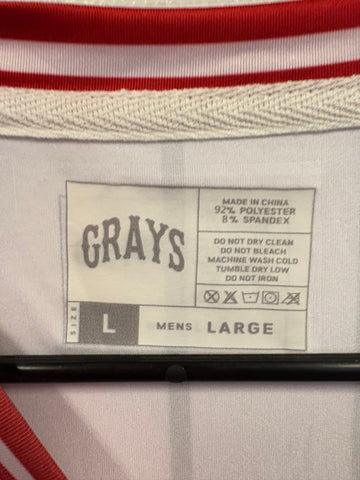 GRAYS
MADE IN CHINA
92% POLYESTER
8% SPANDEX
DO NOT DRY CLEAN
DO NOT BLEACH
MACHINE WASH COLD
TUMBLE DRY LOW
DO NOT IRON
SIZE
L
MENS LARGE